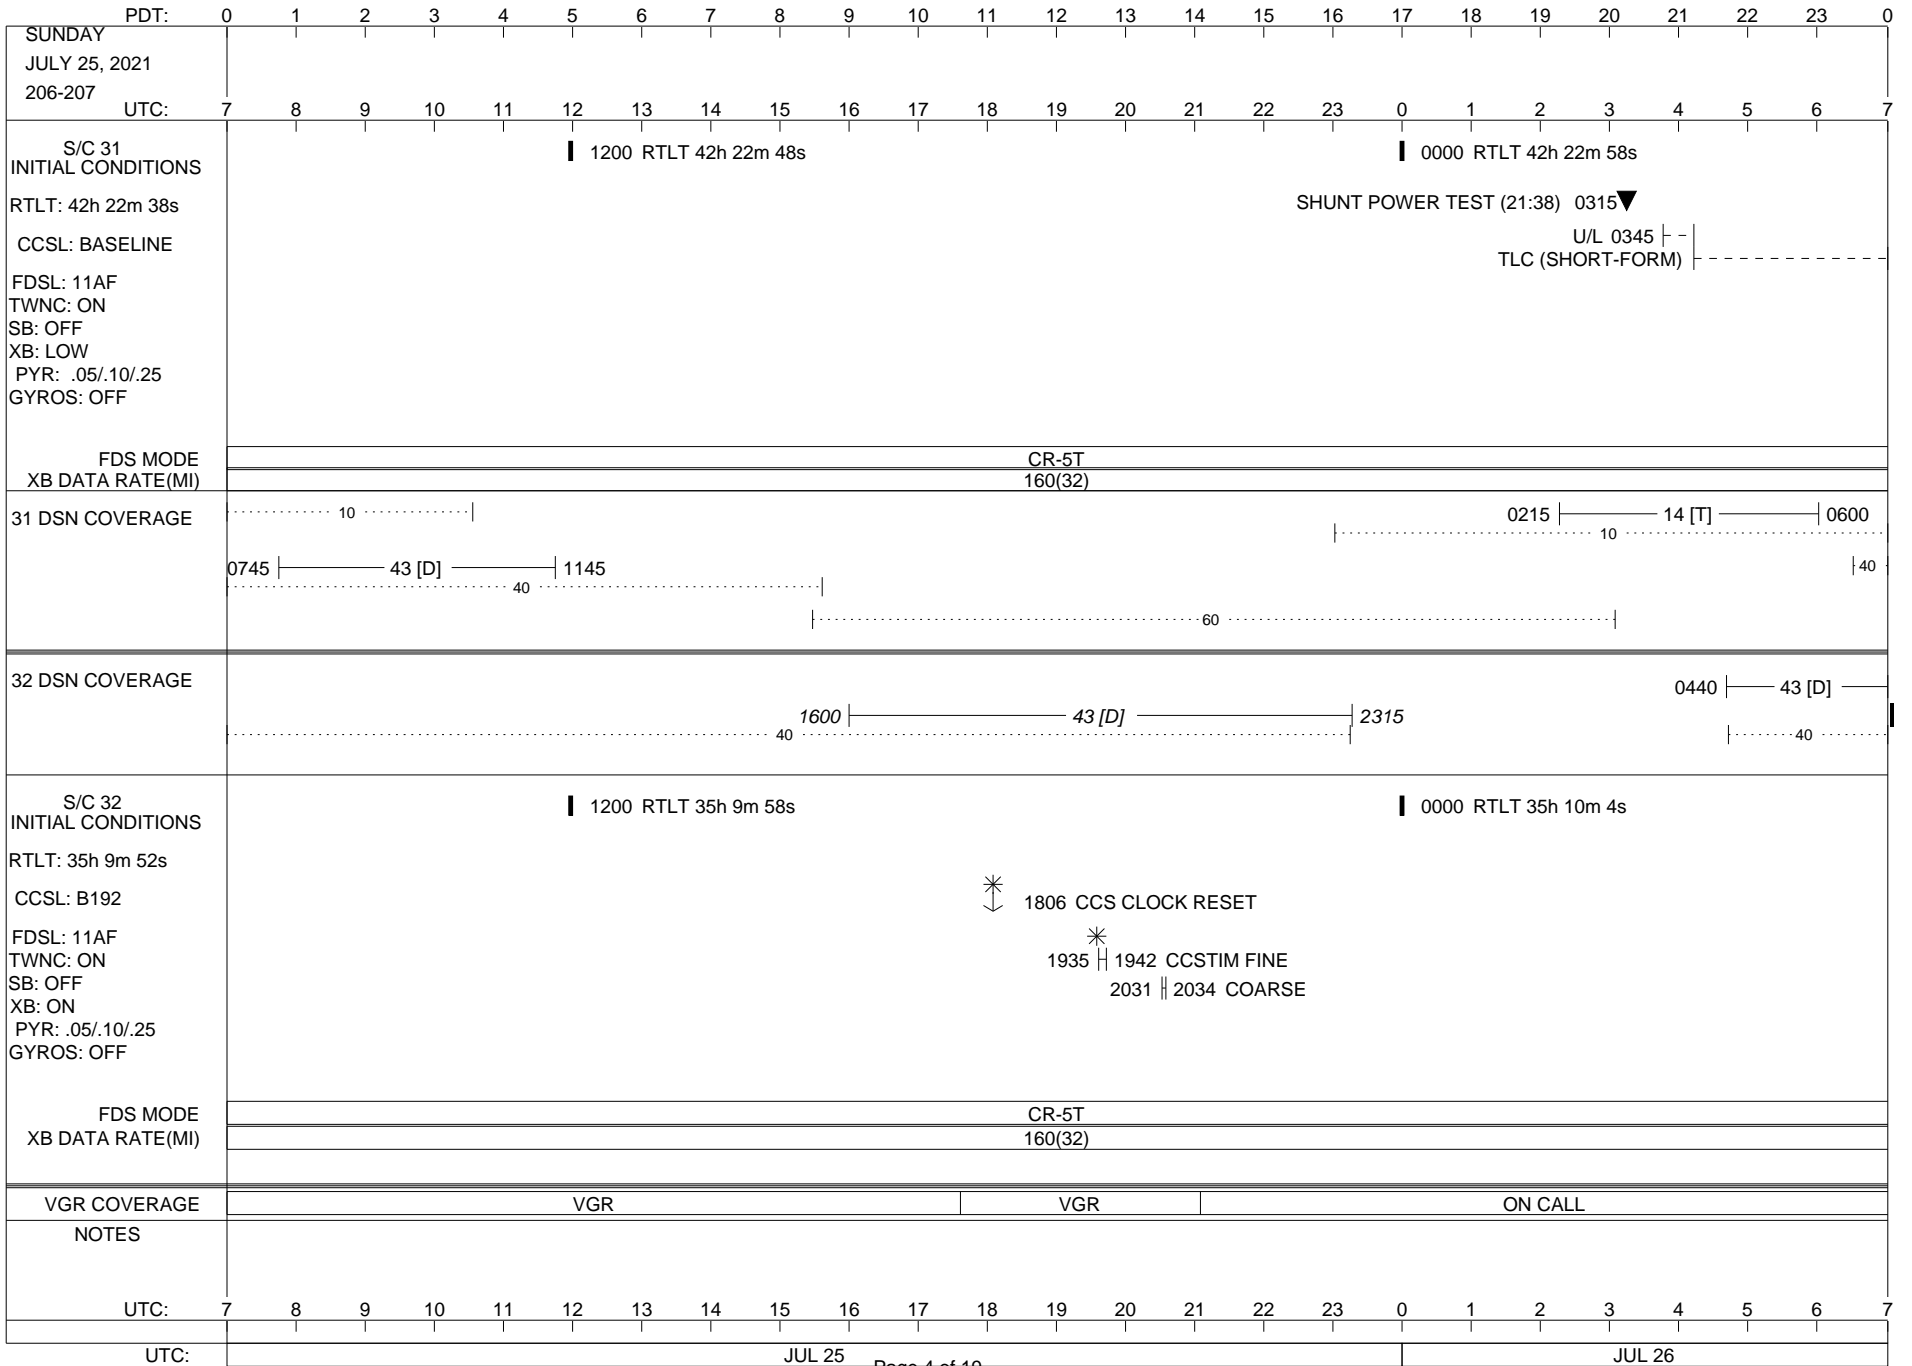 PDT: 0 1 2 3 4 5 6 7 8 9 10 11 12 13 14 15 16 17 18 19 20 21 22 23 0
SUNDAY
JULY 25, 2021
206-207
UTC: 7 8 9 10 11 12 13 14 15 16 17 18 19 20 21 22 23 0 1 2 3 4 5 6 7
S/C 31
INITIAL CONDITIONS
1200 RTLT 42h 22m 48s
0000 RTLT 42h 22m 58s
RTLT: 42h 22m 38s
SHUNT POWER TEST (21:38) 0315
CCSL: BASELINE
U/L 0345
TLC (SHORT-FORM)
FDSL: 11AF
TWNC: ON
SB: OFF
XB: LOW
PYR: .05/.10/.25
GYROS: OFF
FDS MODE CR-5T
XB DATA RATE(MI) 160(32)
31 DSN COVERAGE
10
0215 14 [T] 0600
10
0745 43 [D] 1145
40
40
60
32 DSN COVERAGE
0440 43 [D]
1600 43 [D] 2315
40
40
S/C 32
INITIAL CONDITIONS
1200 RTLT 35h 9m 58s
0000 RTLT 35h 10m 4s
RTLT: 35h 9m 52s
CCSL: B192
1806 CCS CLOCK RESET
FDSL: 11AF
TWNC: ON
1935 1942 CCSTIM FINE
SB: OFF
2031 2034 COARSE
XB: ON
PYR: .05/.10/.25
GYROS: OFF
FDS MODE CR-5T
XB DATA RATE(MI) 160(32)
VGR COVERAGE VGR VGR ON CALL
NOTES
UTC: 7 8 9 10 11 12 13 14 15 16 17 18 19 20 21 22 23 0 1 2 3 4 5 6 7
UTC: JUL 25 JUL 26
Page 4 of 19